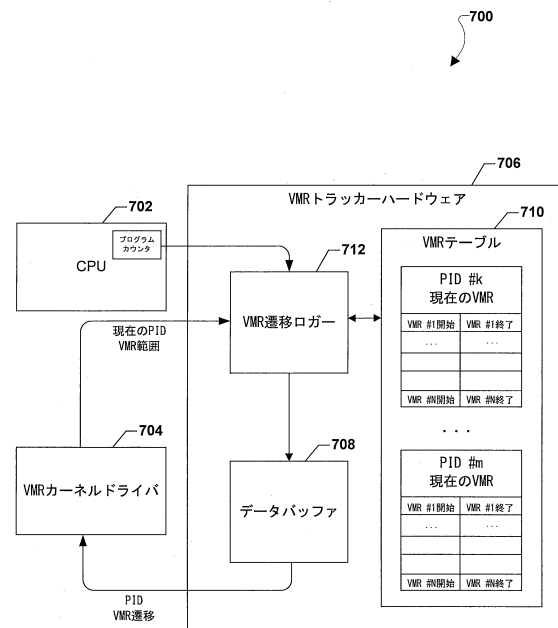 700
706
VMRトラッカーハードウェア
702
プログラム
カウンタ
CPU
712
VMR遷移ロガー
710
VMRテーブル
PID #k
現在のVMR
VMR #1開始 VMR #1終了
... ...
VMR #N開始 VMR #N終了
...
PID #m
現在のVMR
VMR #1開始 VMR #1終了
... ...
VMR #N開始 VMR #N終了
現在のPID
VMR範囲
704
VMRカーネルドライバ
708
データバッファ
PID
VMR遷移